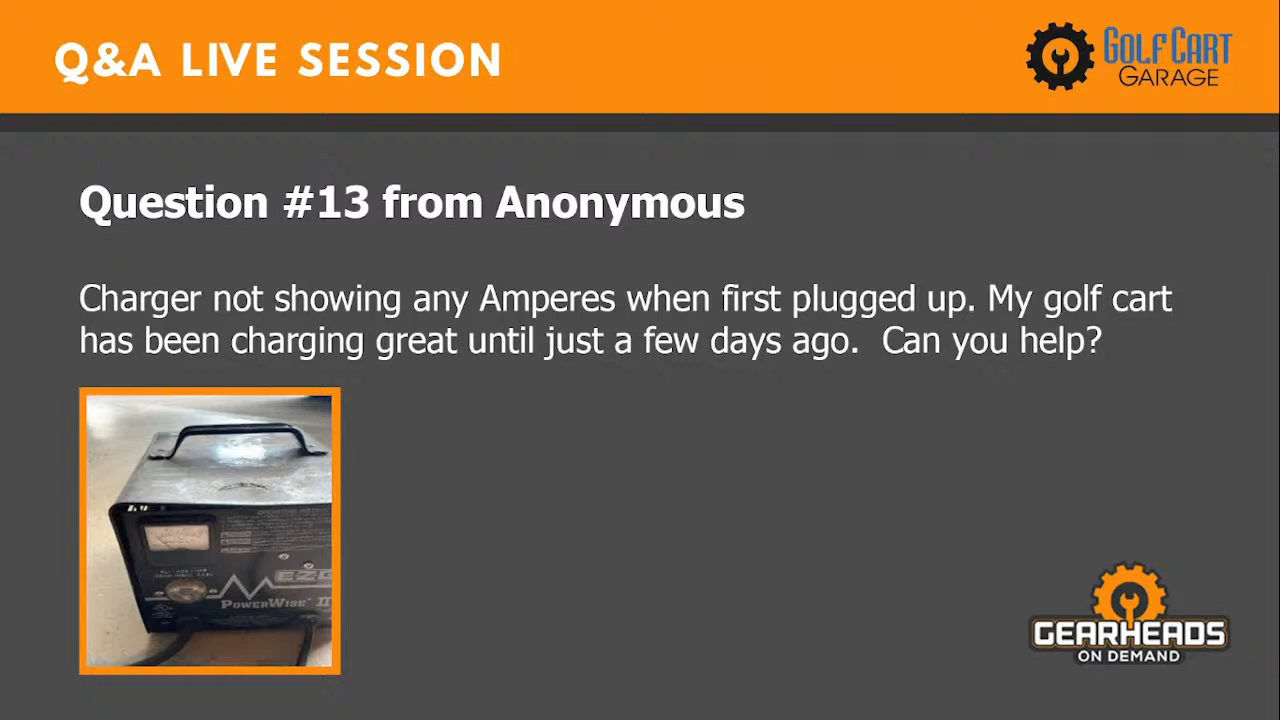 Q&A LIVE SESSION
GOLF CART
GARAGE
Question #13 from Anonymous
Charger not showing any Amperes when first plugged up. My golf cart
has been charging great until just a few days ago.  Can you help?
OPERATING INSTRU
EZG
POWERWISE II
GEARHEADS
ON DEMAND